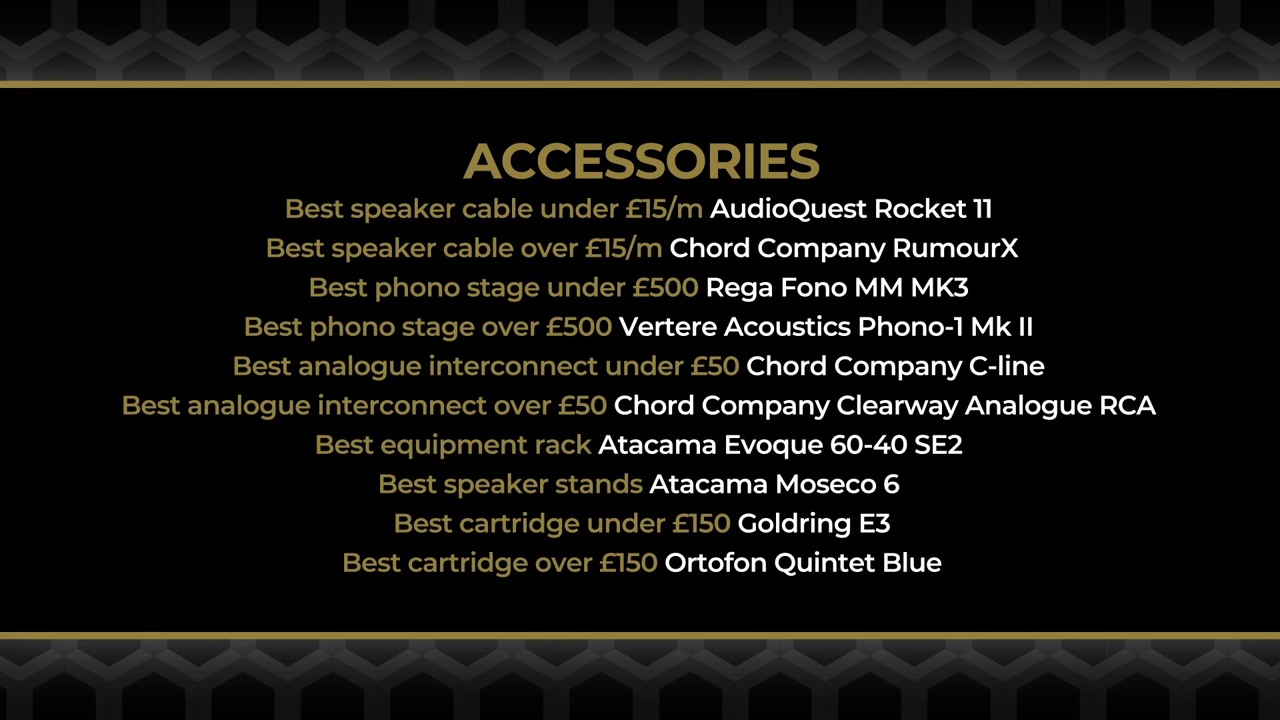 ACCESSORIES
Best speaker cable under £15/m AudioQuest Rocket 11
Best speaker cable over £15/m Chord Company RumourX
Best phono stage under £500 Rega Fono MM MK3
Best phono stage over £500 Vertere Acoustics Phono-1 Mk II
Best analogue interconnect under £50 Chord Company C-line
Best analogue interconnect over £50 Chord Company Clearway Analogue RCA
Best equipment rack Atacama Evoque 60-40 SE2
Best speaker stands Atacama Moseco 6
Best cartridge under £150 Goldring E3
Best cartridge over £150 Ortofon Quintet Blue